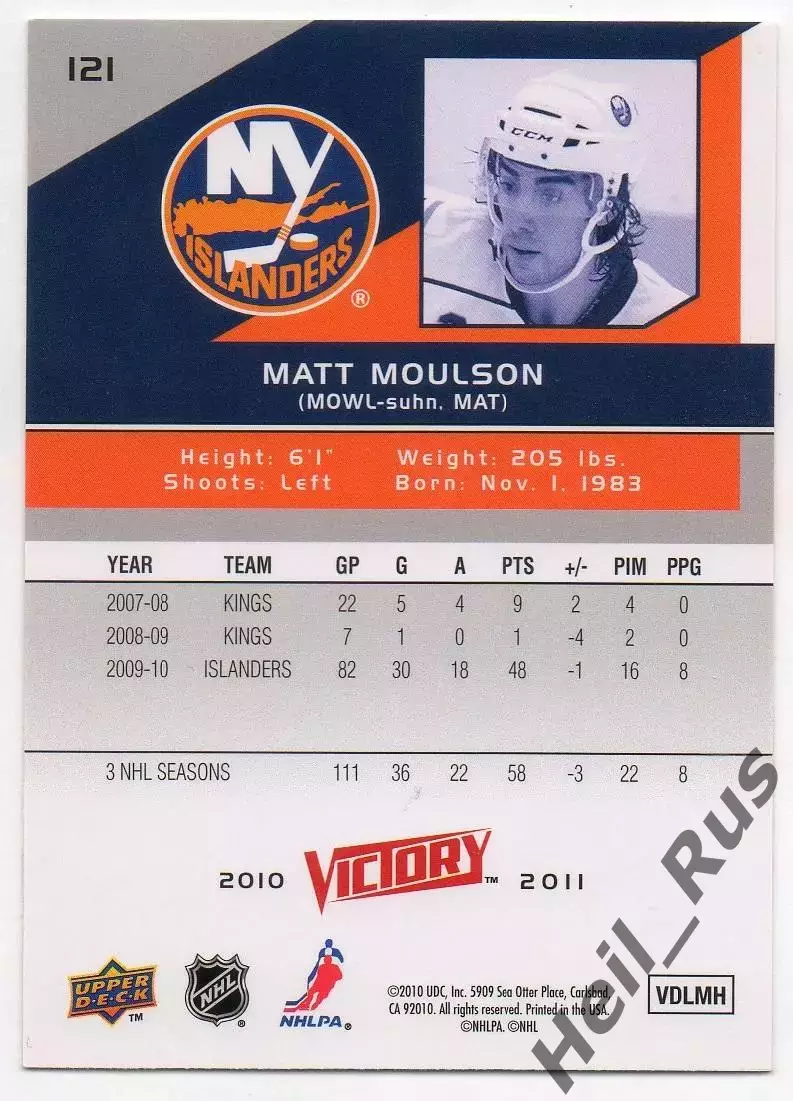 121
NY
ISLANDERS
®
CCM
MATT MOULSON
(MOWL-suhn, MAT)
Height: 6'1" Weight: 205 lbs.
Shoots: Left Born: Nov. 1, 1983
YEAR TEAM GP G A PTS +/- PIM PPG
2007-08 KINGS 22 5 4 9 2 4 0
2008-09 KINGS 7 1 0 1 -4 2 0
2009-10 ISLANDERS 82 30 18 48 -1 16 8
3 NHL SEASONS 111 36 22 58 -3 22 8
2010 VICTORY™ 2011
UPPER
D·E·C·K
TM
NHL
®
NHLPA®
©2010 UDC, Inc. 5909 Sea Otter Place, Carlsbad,
CA 92010. All rights reserved. Printed in the USA.
©NHLPA. ©NHL
VDLMH
Heil_Rus